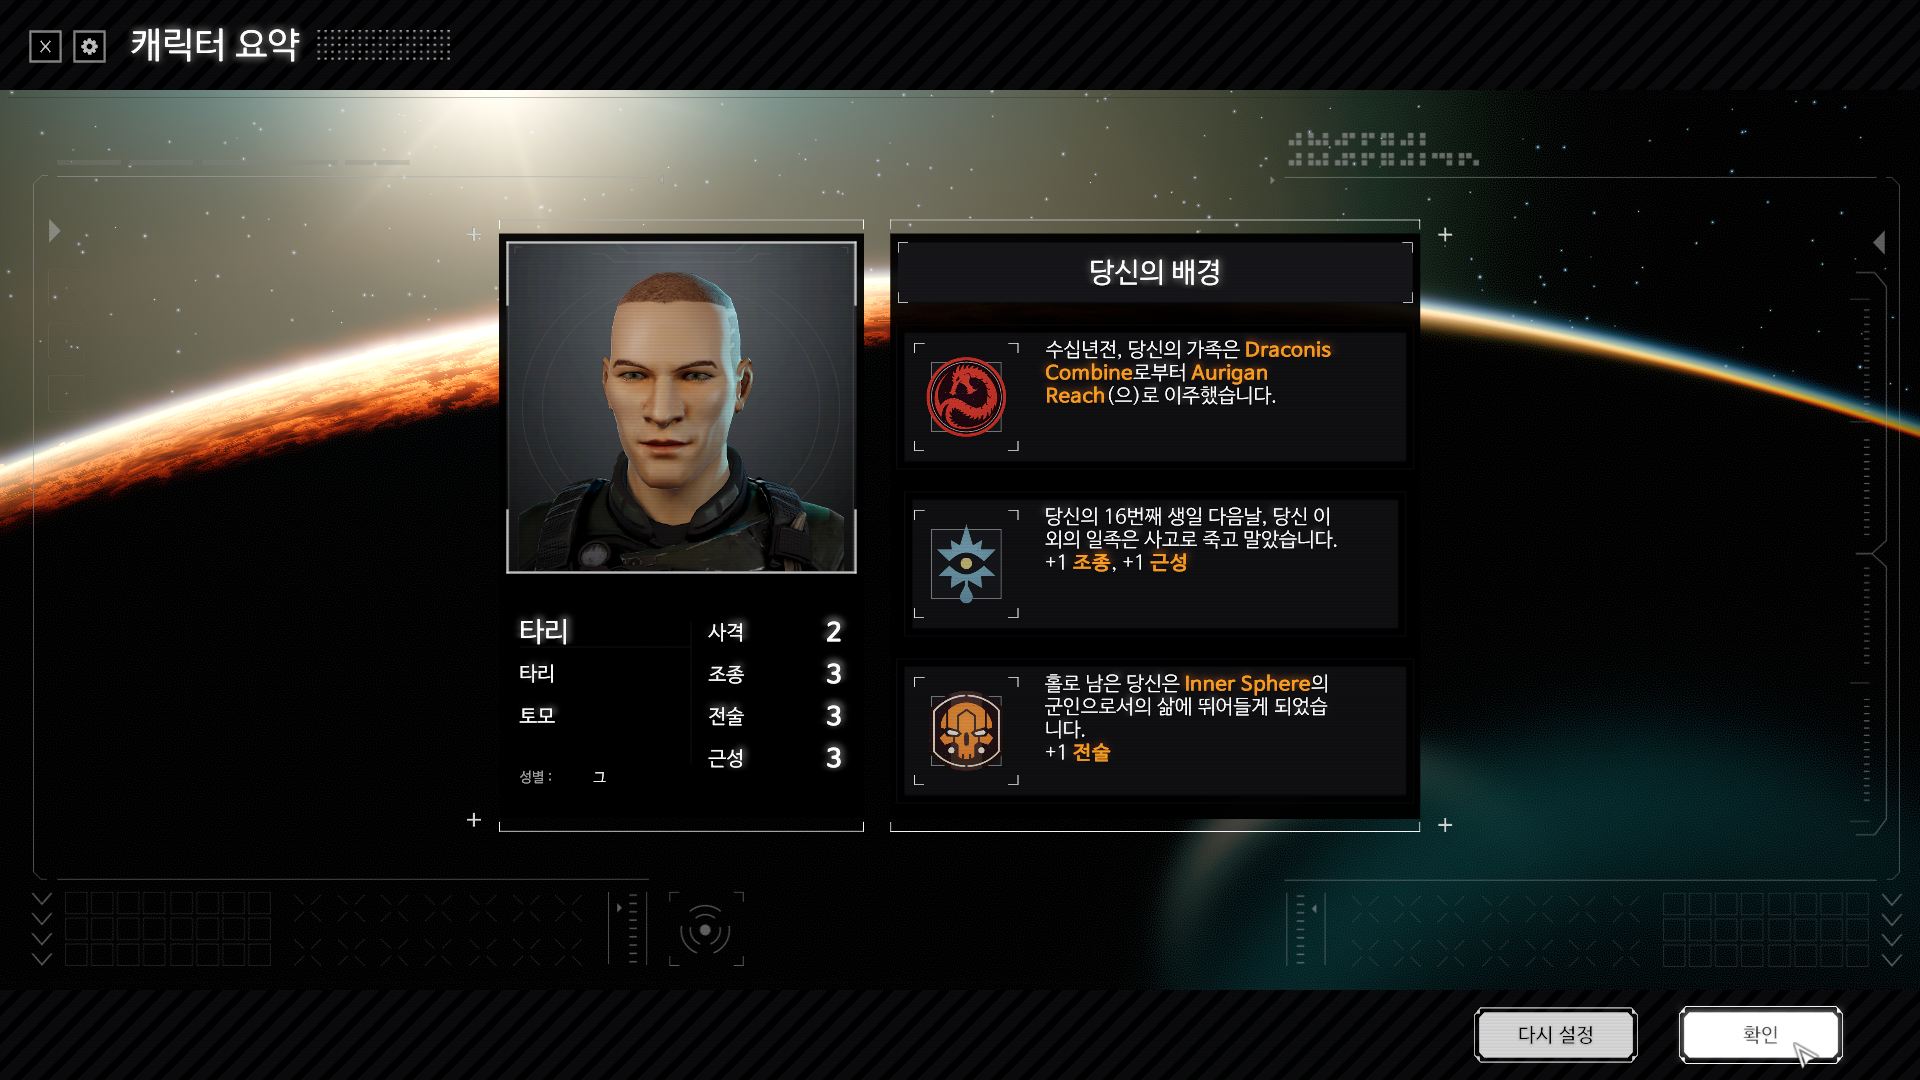 캐릭터 요약
타리
타리
토모
성별 :
그
사격 2
조종 3
전술 3
근성 3
당신의 배경
수십년전, 당신의 가족은 Draconis
Combine로부터 Aurigan
Reach(으)로 이주했습니다.
당신의 16번째 생일 다음날, 당신 이
외의 일족은 사고로 죽고 말았습니다.
+1 조종, +1 근성
홀로 남은 당신은 Inner Sphere의
군인으로서의 삶에 뛰어들게 되었습
니다.
+1 전술
다시 설정
확인